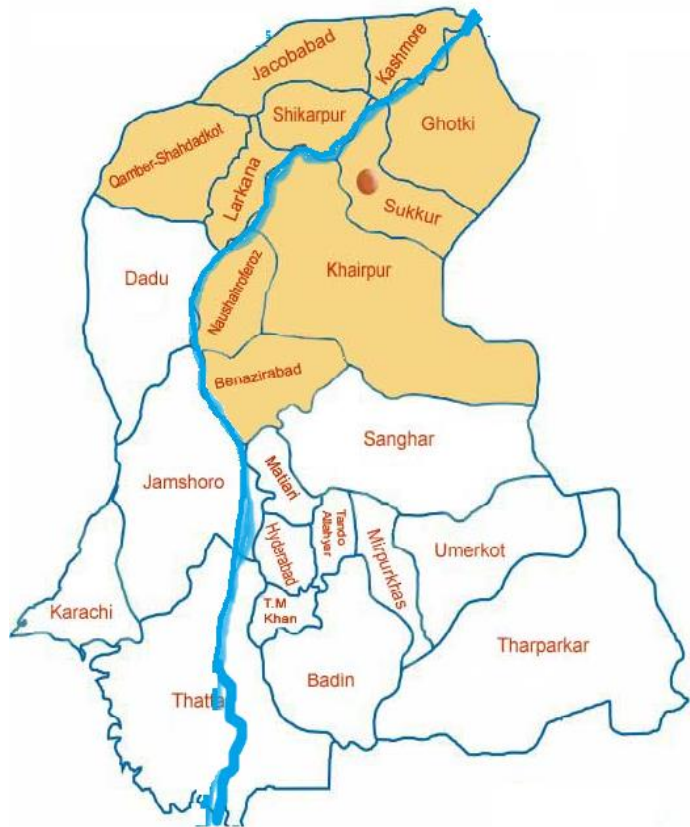 Jacobabad
Kashmore
Shikarpur
Ghotki
Qamber-Shahdadkot
Larkana
Sukkur
Khairpur
Dadu
Naushahroferoz
Benazirabad
Sanghar
Matiari
Jamshoro
Tando
Allahyar
Hyderabad
Mirpurkhas
Umerkot
T.M
Khan
Karachi
Tharparkar
Badin
Thatta